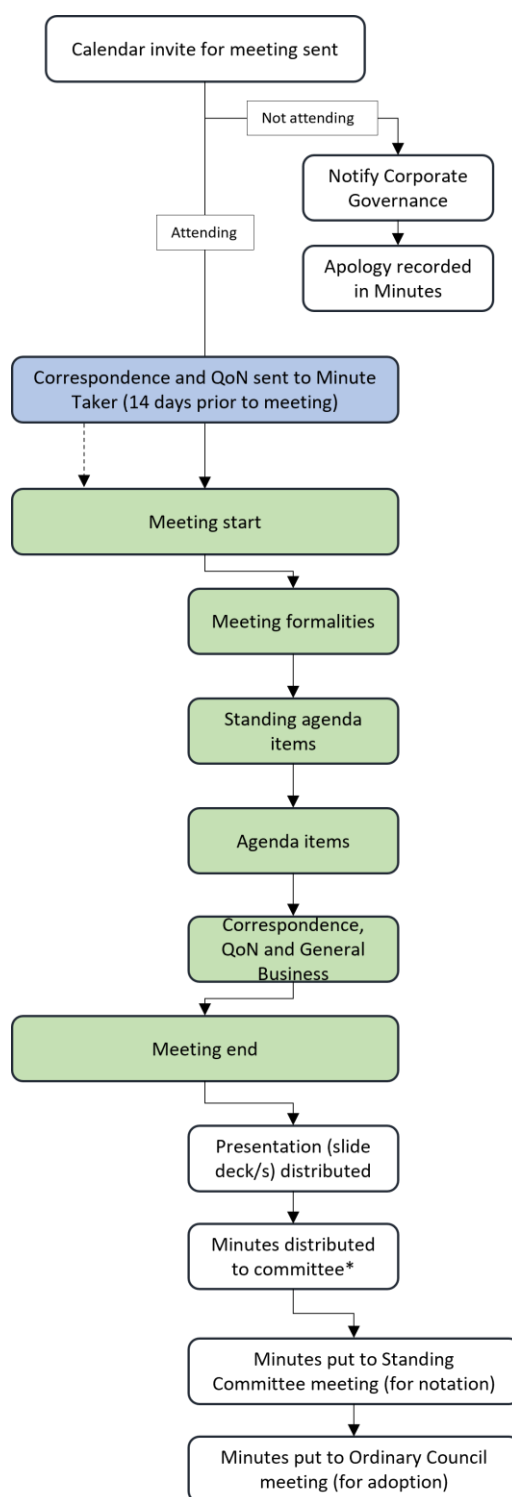 Calendar invite for meeting sent
Not attending
Notify Corporate
Governance
Attending
Apology recorded
in Minutes
Correspondence and QoN sent to Minute
Taker (14 days prior to meeting)
Meeting start
Meeting formalities
Standing agenda
items
Agenda items
Correspondence,
QoN and General
Business
Meeting end
Presentation (slide
deck/s) distributed
Minutes distributed
to committee*
Minutes put to Standing
Committee meeting (for notation)
Minutes put to Ordinary Council
meeting (for adoption)